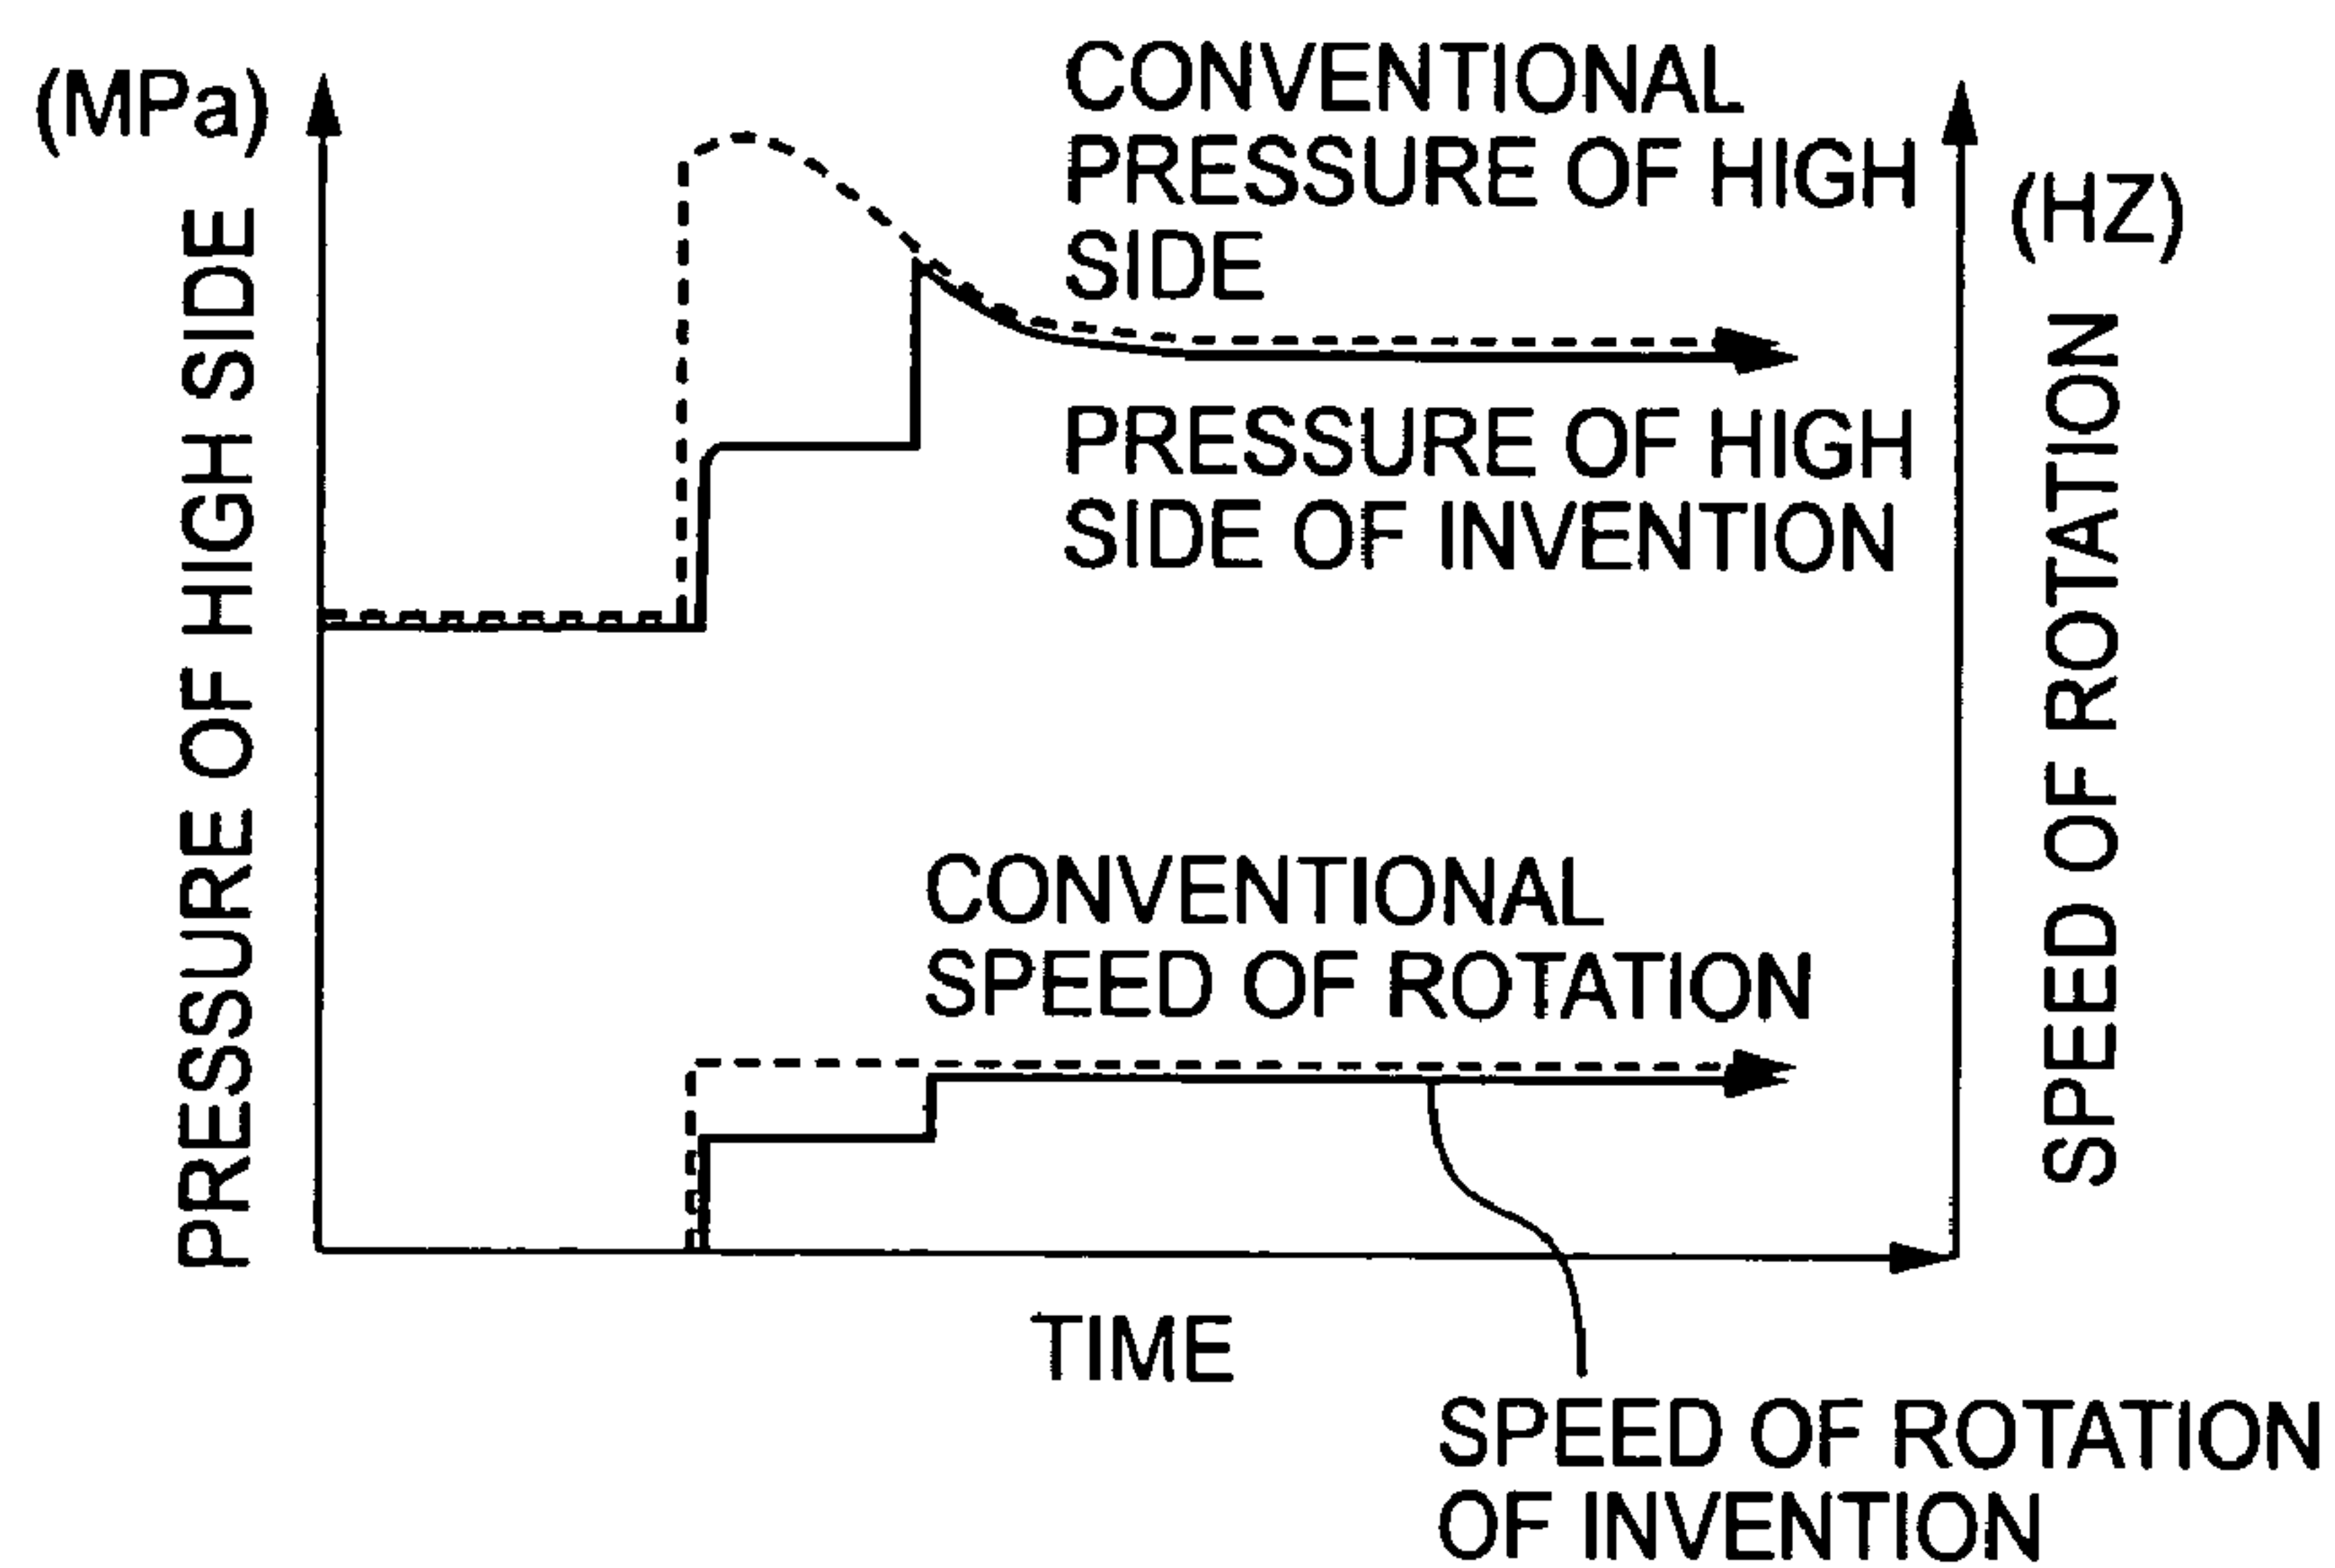 (MPa)
PRESSURE OF HIGH SIDE
CONVENTIONAL
PRESSURE OF HIGH
SIDE
PRESSURE OF HIGH
SIDE OF INVENTION
(HZ)
SPEED OF ROTATION
CONVENTIONAL
SPEED OF ROTATION
TIME
SPEED OF ROTATION
OF INVENTION